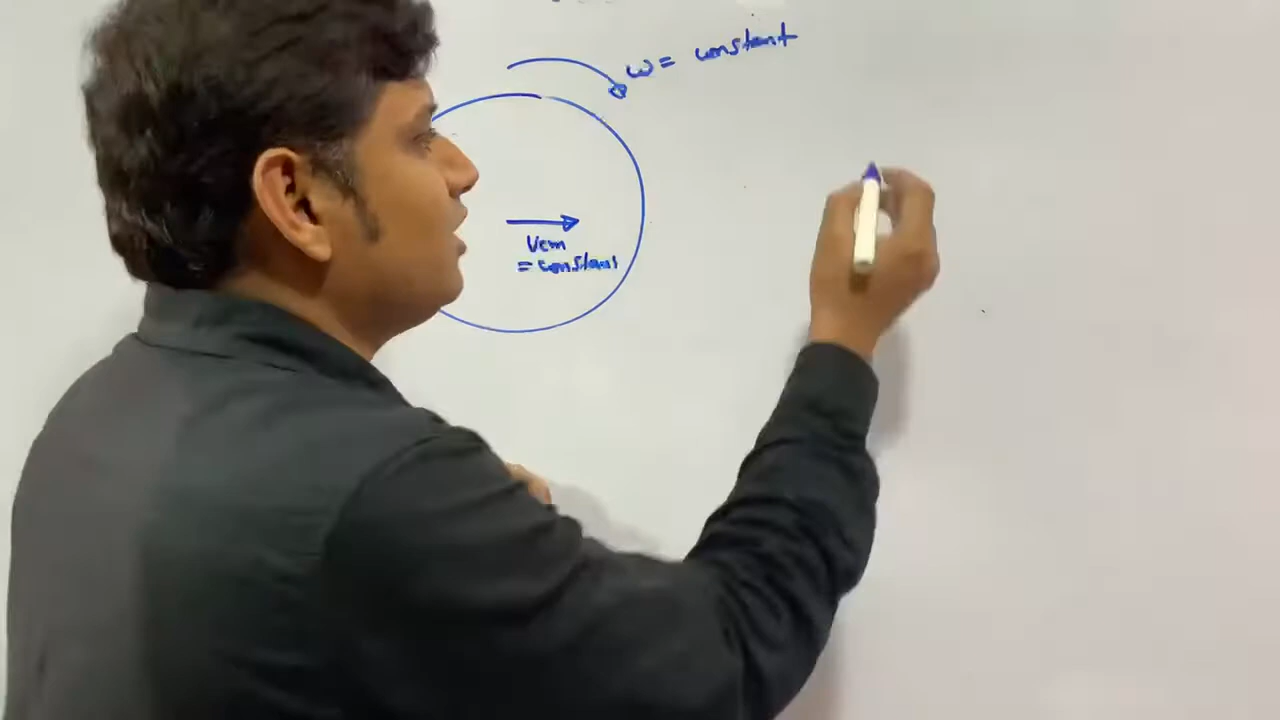 ω = constant
Vcm
= constant